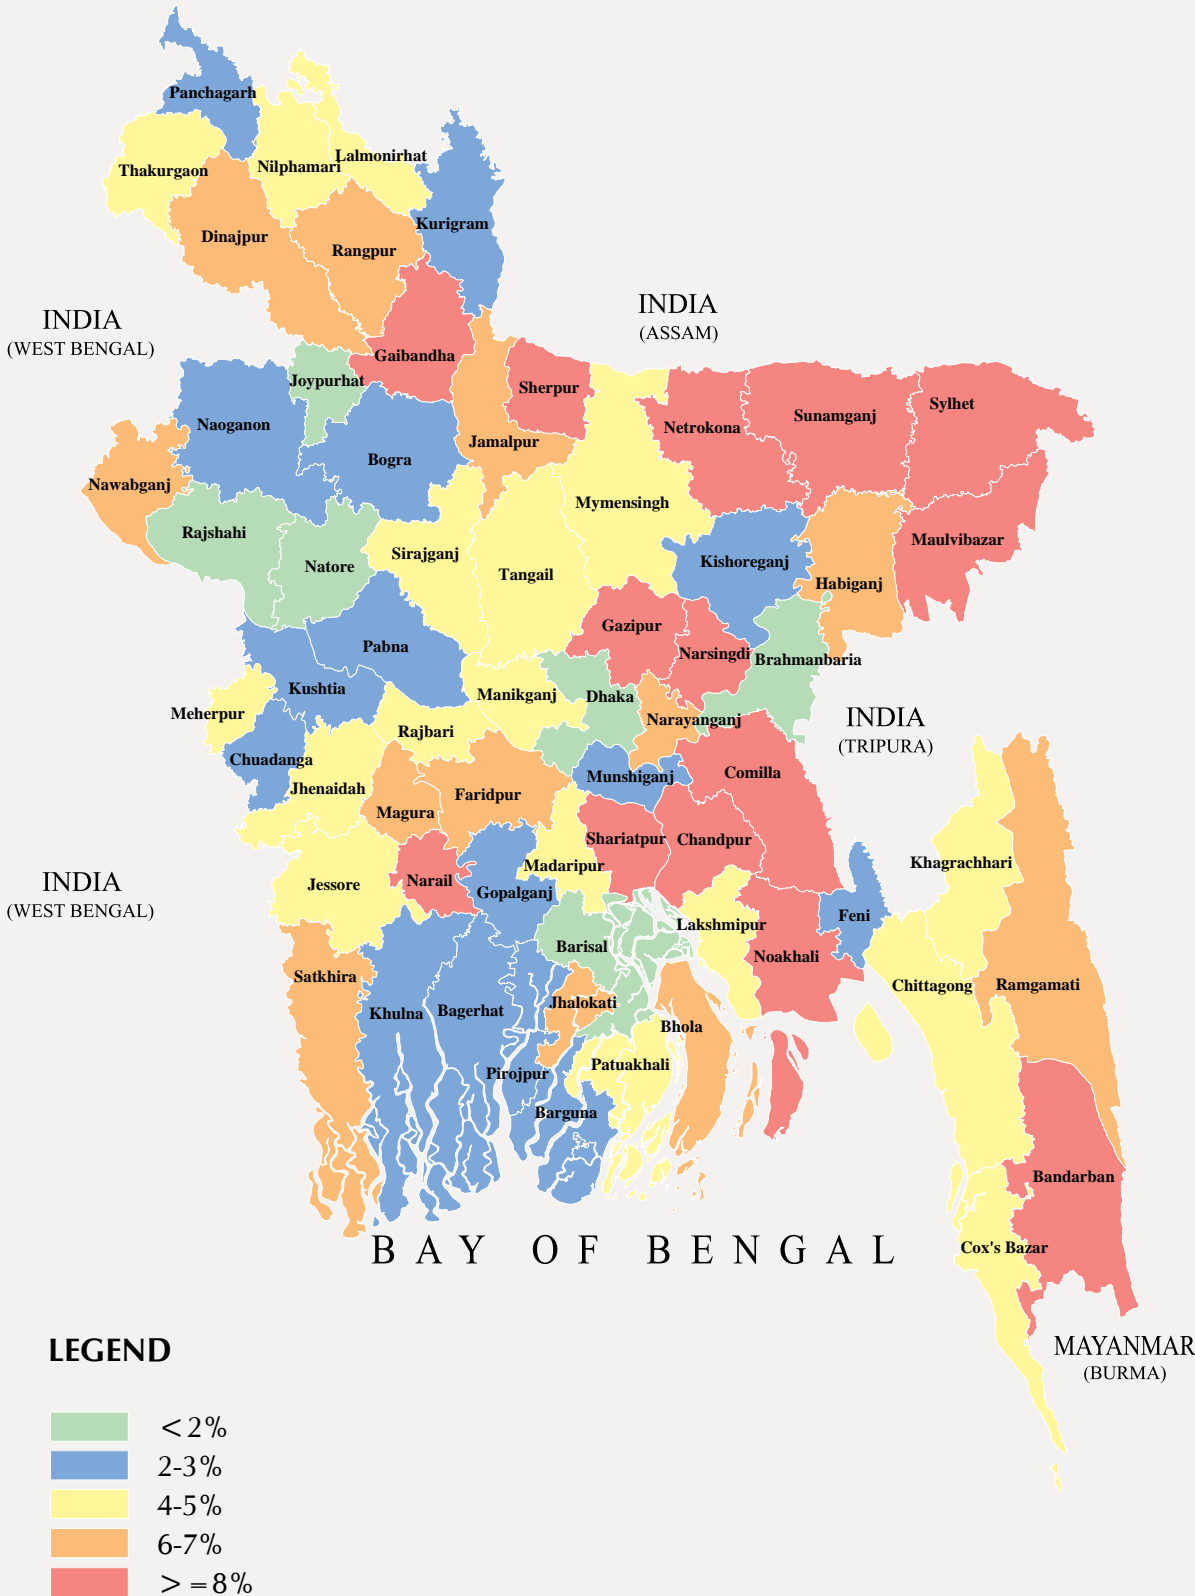 Panchagarh
Thakurgaon
Nilphamari
Lalmonirhat
Dinajpur
Rangpur
Kurigram
INDIA
(WEST BENGAL)
INDIA
(ASSAM)
Gaibandha
Joypurhat
Sherpur
Naoganon
Bogra
Jamalpur
Netrokona
Sunamganj
Sylhet
Nawabganj
Mymensingh
Rajshahi
Natore
Sirajganj
Tangail
Kishoreganj
Habiganj
Maulvibazar
Pabna
Gazipur
Narsingdi
Brahmanbaria
Kushtia
Manikganj
Dhaka
Meherpur
Rajbari
Narayanganj
INDIA
(TRIPURA)
Chuadanga
Jhenaidah
Munshiganj
Comilla
Magura
Faridpur
Shariatpur
Chandpur
Madaripur
Khagrachhari
INDIA
(WEST BENGAL)
Jessore
Narail
Gopalganj
Lakshmipur
Feni
Barisal
Noakhali
Satkhira
Chittagong
Ramgamati
Khulna
Bagerhat
Jhalokati
Bhola
Pirojpur
Patuakhali
Barguna
Bandarban
BAY OF BENGAL
Cox's Bazar
LEGEND
MAYANMAR
(BURMA)
< 2%
2-3%
4-5%
6-7%
> =8%